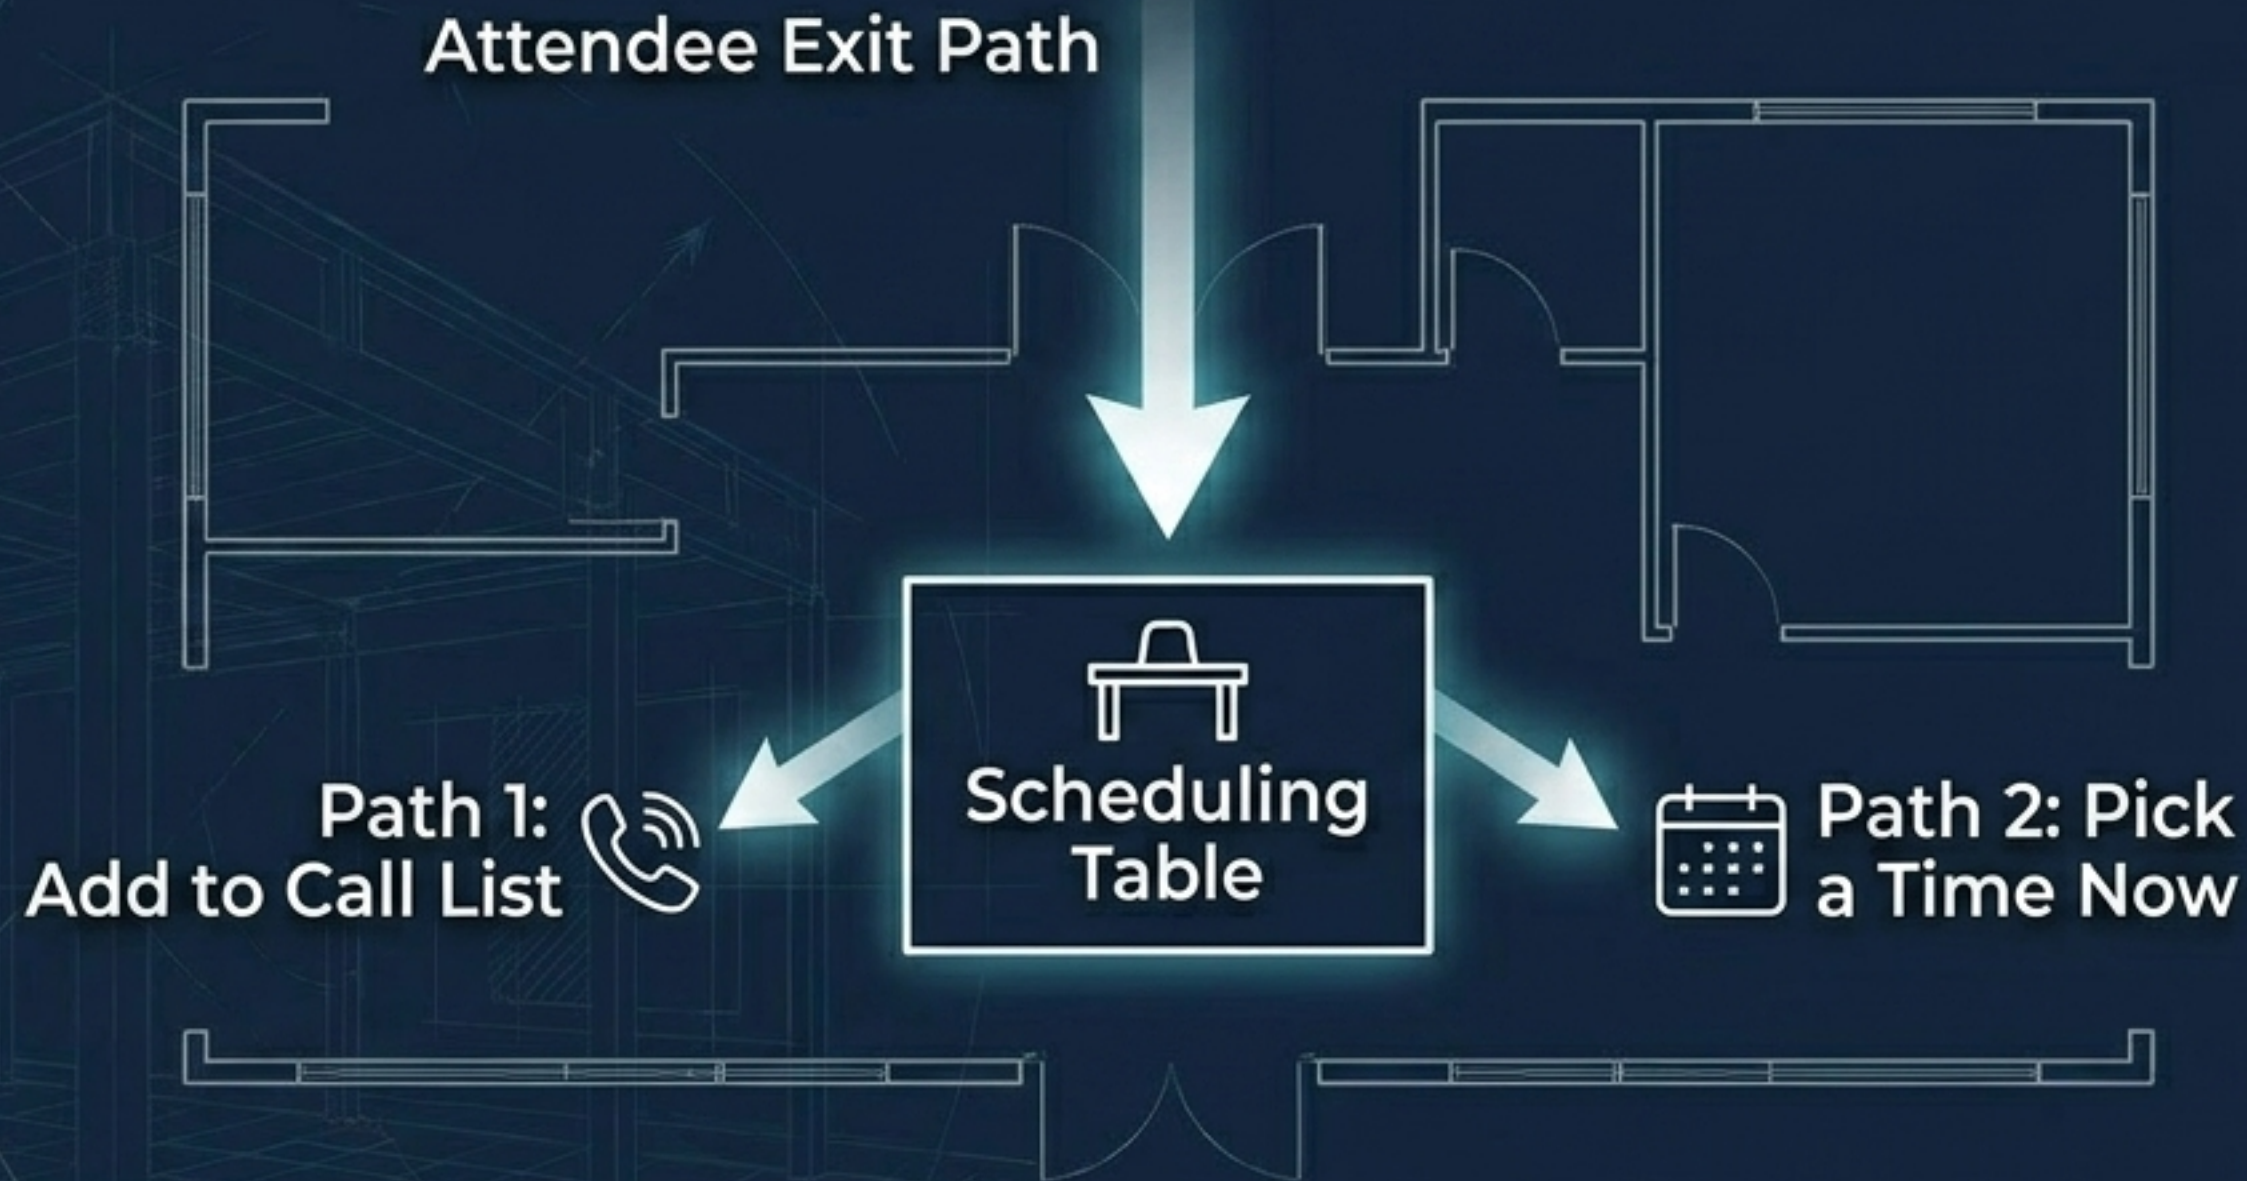 Attendee Exit Path
Scheduling
Table
Path 1:
Add to Call List
Path 2: Pick
a Time Now